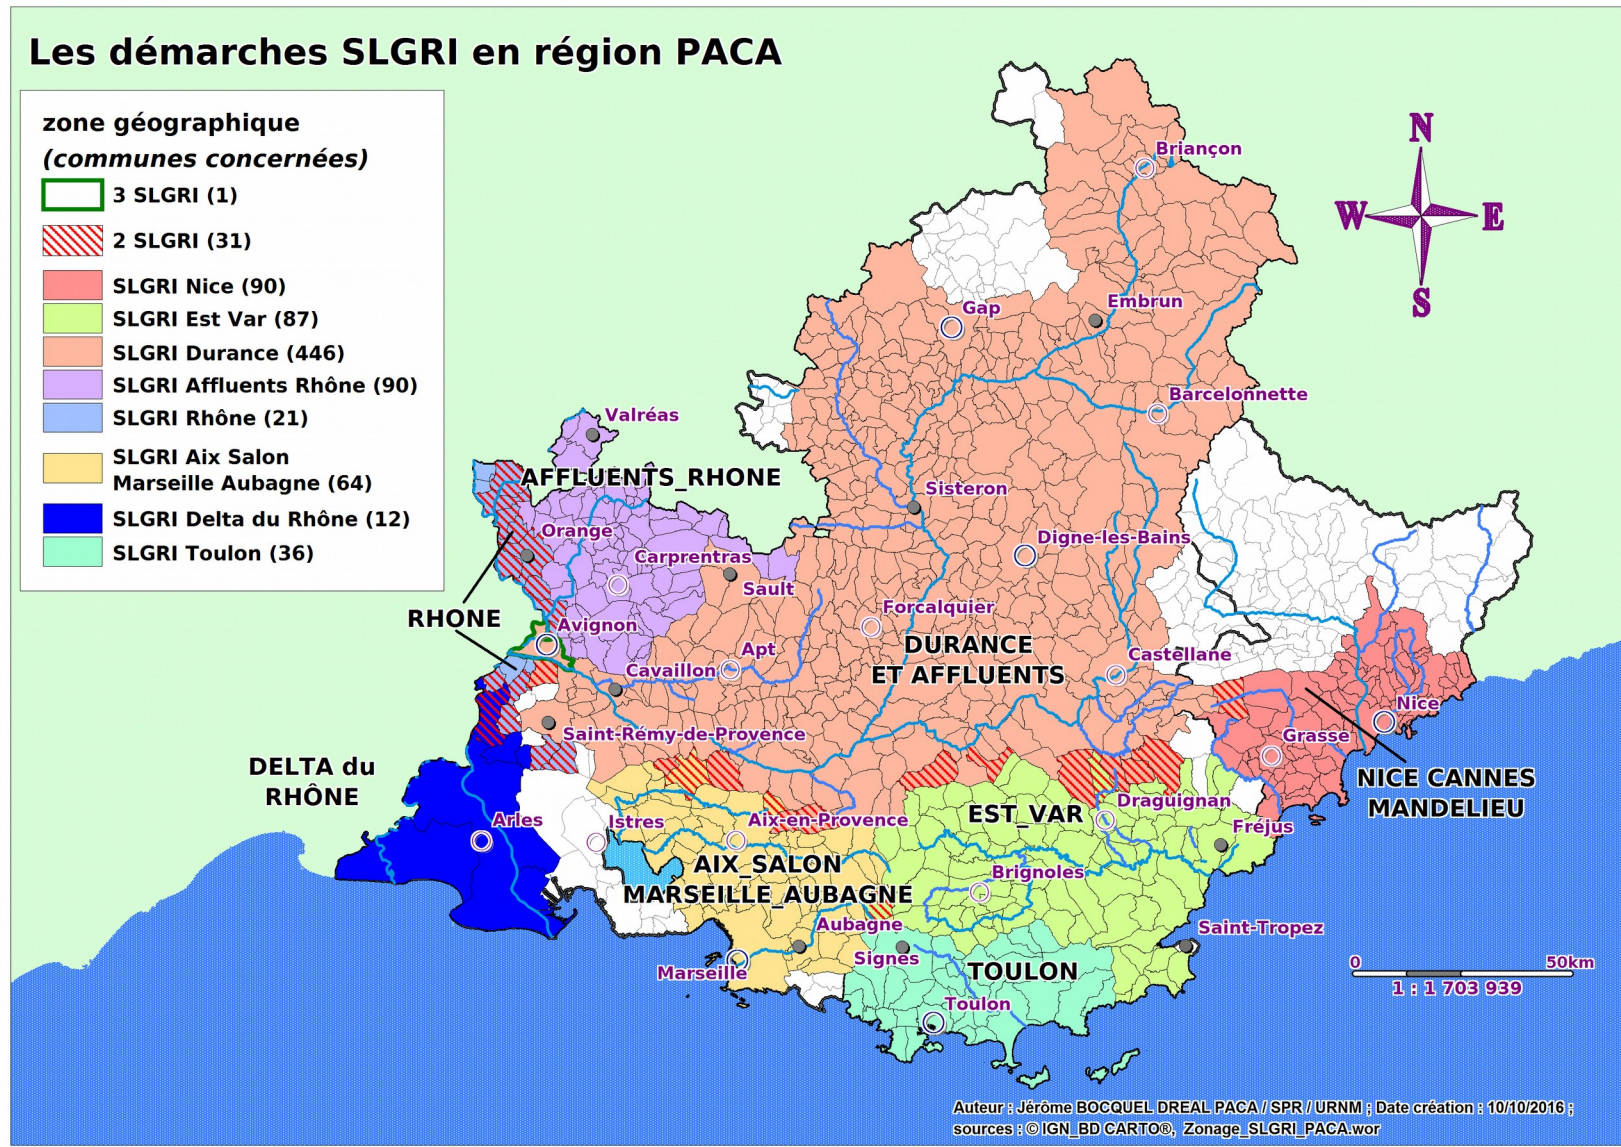 Les démarches SLGRI en région PACA
zone géographique
(communes concernées)
3 SLGRI (1)
2 SLGRI (31)
SLGRI Nice (90)
SLGRI Est Var (87)
SLGRI Durance (446)
SLGRI Affluents Rhône (90)
SLGRI Rhône (21)
SLGRI Aix Salon
Marseille Aubagne (64)
SLGRI Delta du Rhône (12)
SLGRI Toulon (36)
N
W
E
S
Briançon
Embrun
Gap
Barcelonnette
Valréas
AFFLUENTS_RHONE
Sisteron
Orange
Digne-les-Bains
Carpentras
Sault
Forcalquier
RHONE
Avignon
DURANCE
ET AFFLUENTS
Apt
Castellane
Cavaillon
Nice
Saint-Rémy-de-Provence
Grasse
DELTA du
RHÔNE
NICE CANNES
MANDELIEU
Draguignan
EST_VAR
Arles
Istres
Aix-en-Provence
Fréjus
AIX_SALON
MARSEILLE_AUBAGNE
Brignoles
Aubagne
Saint-Tropez
Signes
Marseille
TOULON
Toulon
0 50km
1 : 1 703 939
Auteur : Jérôme BOCQUEL DREAL PACA / SPR / URNM ; Date création : 10/10/2016 ;
sources : © IGN_BD CARTO®, Zonage_SLGRI_PACA.wor